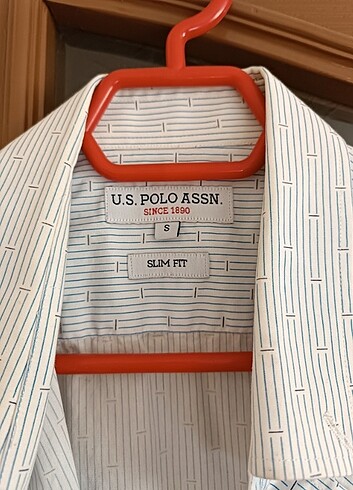 U.S. POLO ASSN.
SINCE 1890
S
SLIM FIT